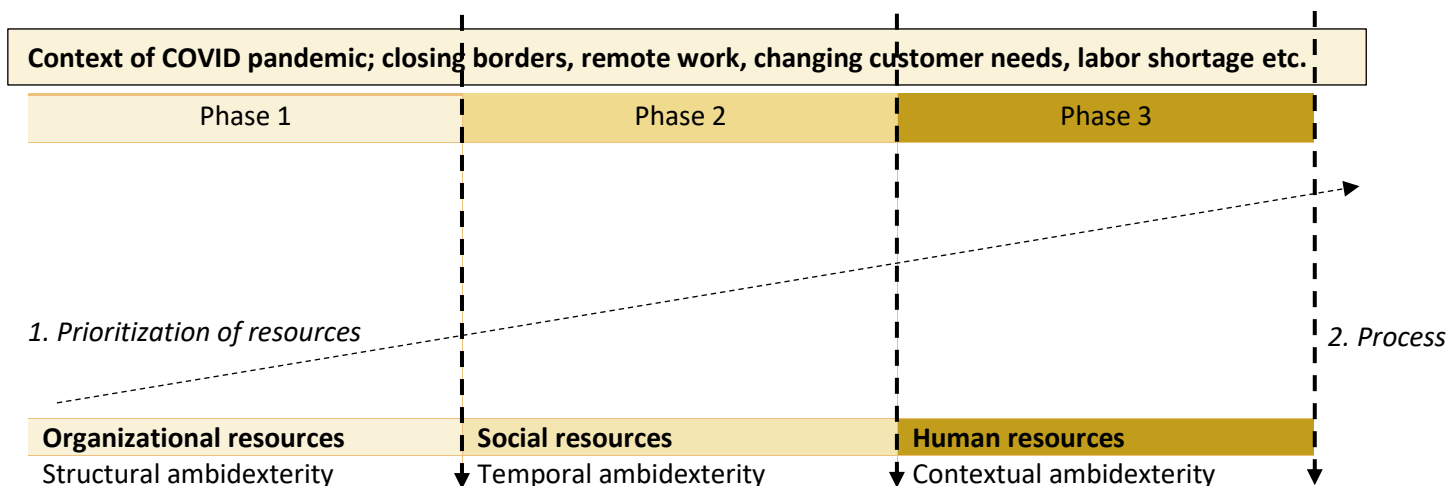 Context of COVID pandemic; closing borders, remote work, changing customer needs, labor shortage etc.
Phase 1
Phase 2
Phase 3
1. Prioritization of resources
2. Process
Organizational resources
Social resources
Human resources
Structural ambidexterity
Temporal ambidexterity
Contextual ambidexterity